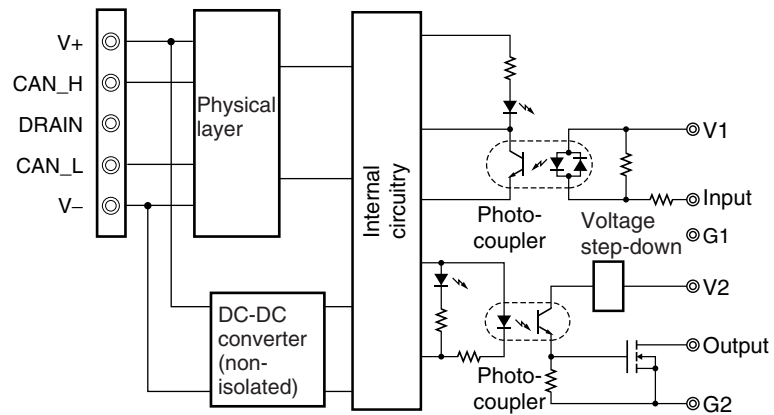 V+
CAN_H
DRAIN
CAN_L
V–
Physical
layer
DC-DC
converter
(non-
isolated)
Internal
circuitry
Photo-
coupler
Voltage
step-down
Photo-
coupler
V1
Input
G1
V2
Output
G2